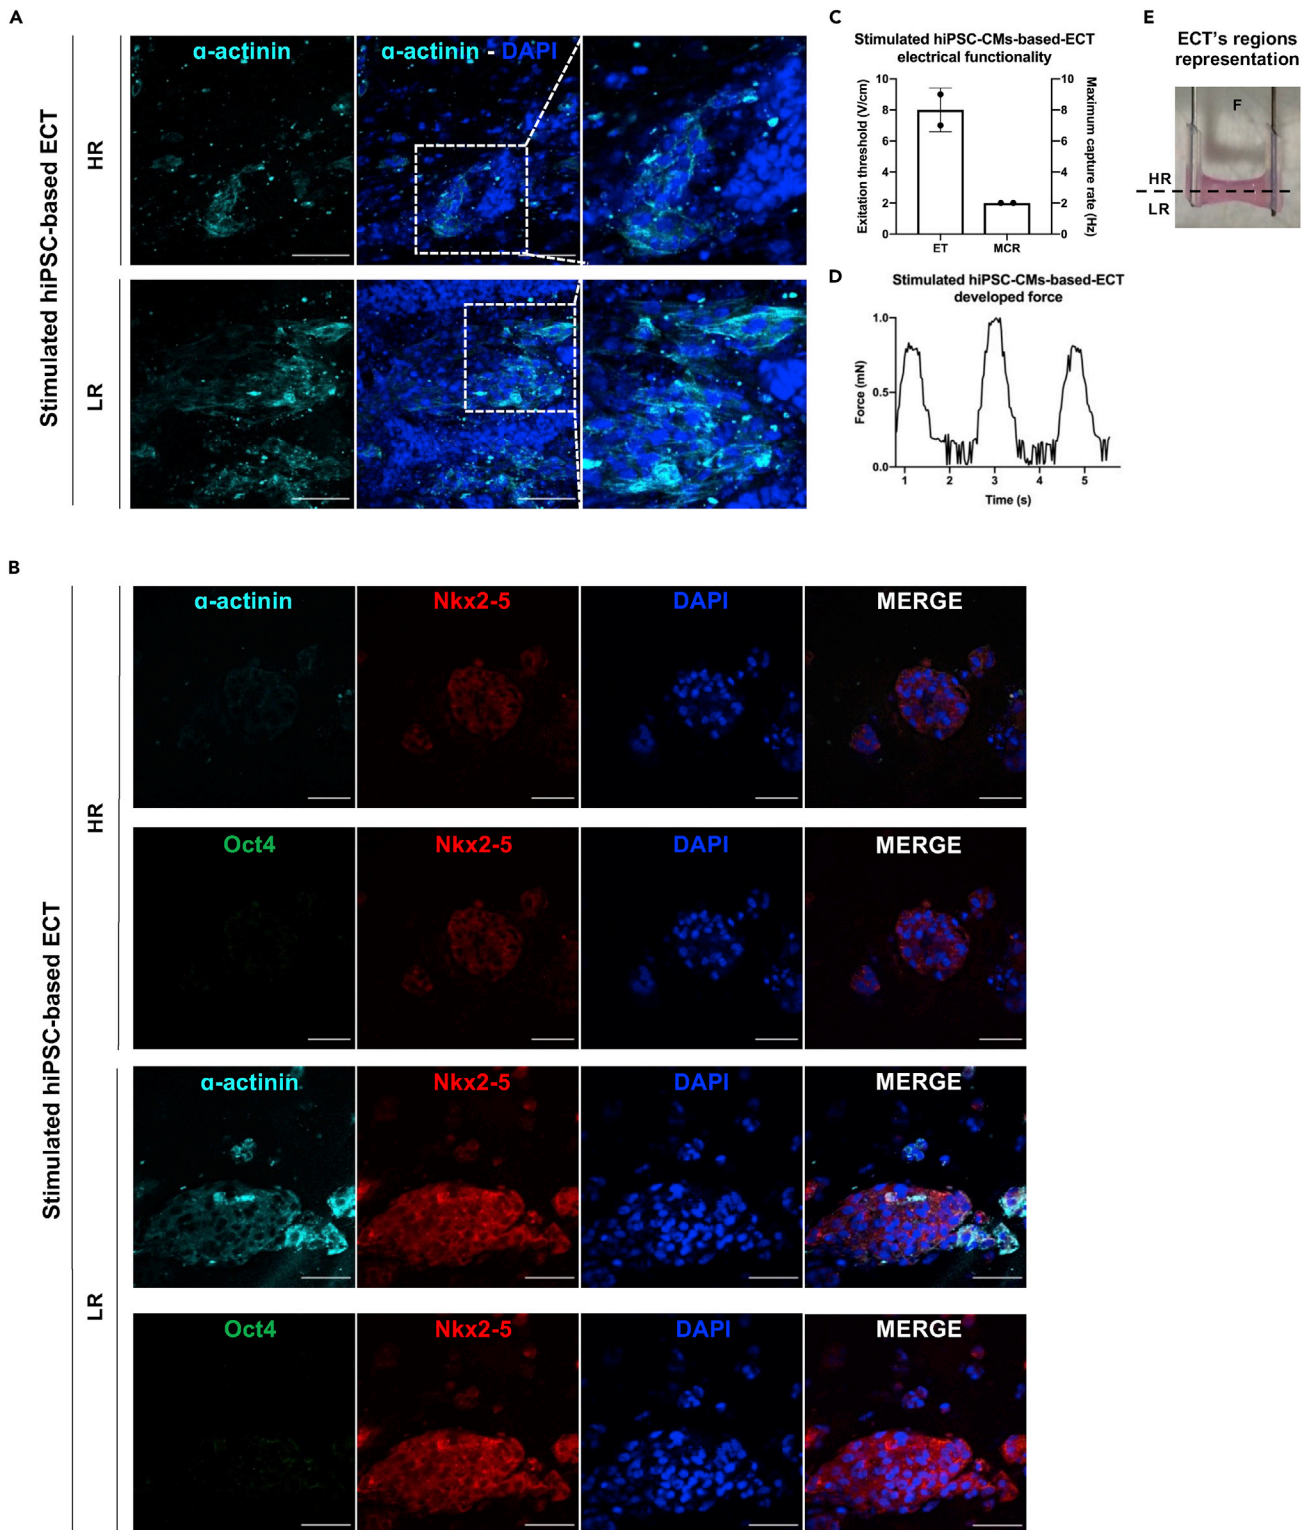 A
Stimulated hiPSC-based ECT
HR
α-actinin
α-actinin - DAPI
LR
C
Stimulated hiPSC-CMs-based-ECT
electrical functionality
Exitation threshold (V/cm)
10
8
6
4
2
0
10
8
6
4
2
0
Maximum
capture rate (Hz)
ET
MCR
D
Stimulated hiPSC-CMs-based-ECT
developed force
Force (mN)
1.0
0.5
0.0
1
2
3
4
5
Time (s)
E
ECT's regions
representation
F
HR
LR
B
Stimulated hiPSC-based ECT
HR
α-actinin
Nkx2-5
DAPI
MERGE
Oct4
Nkx2-5
DAPI
MERGE
LR
α-actinin
Nkx2-5
DAPI
MERGE
Oct4
Nkx2-5
DAPI
MERGE